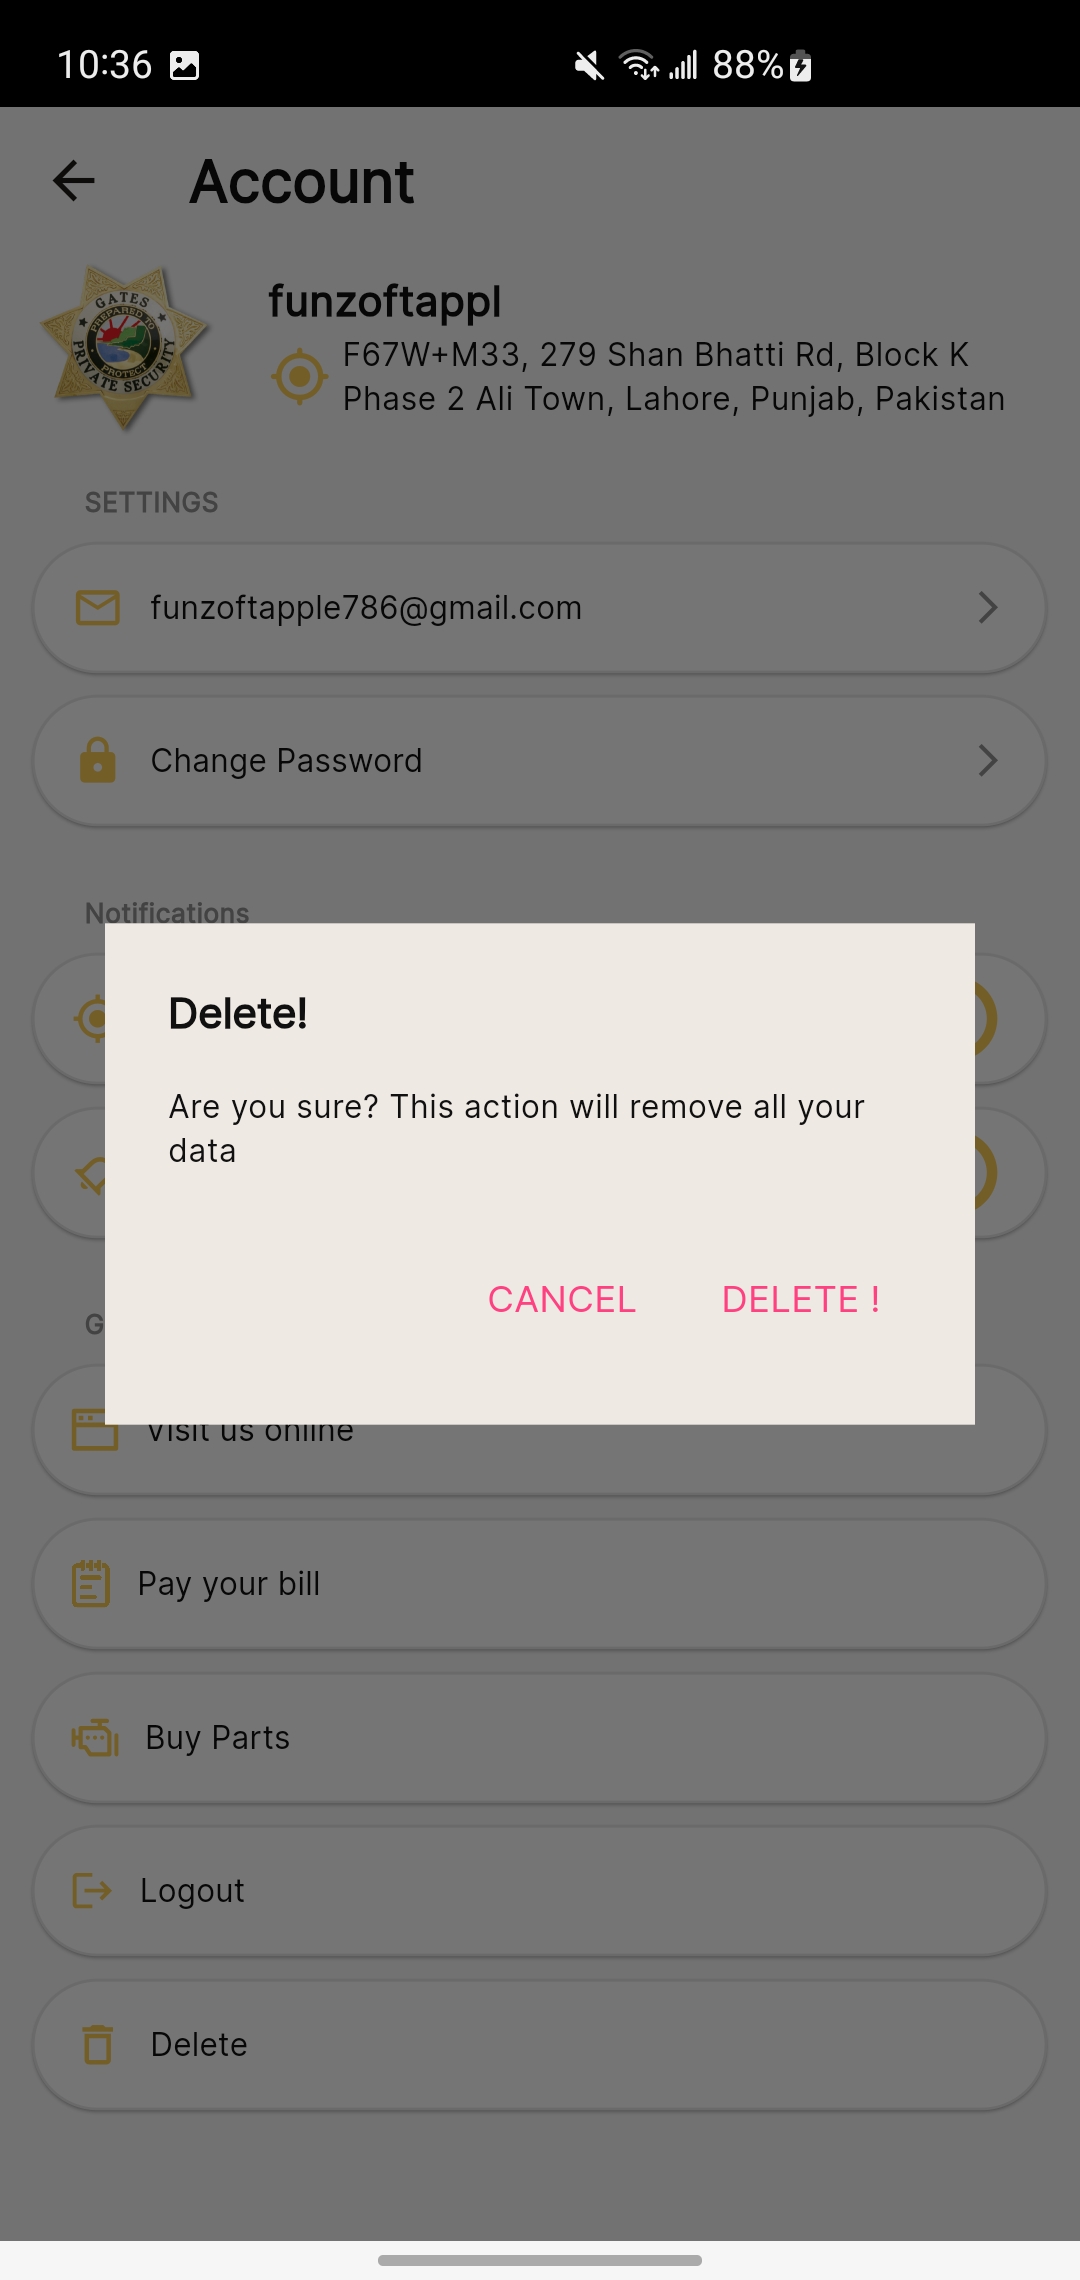 10:36
88%
Account
GATES
PREPARED TO
PROTECT
PRIVATE SECURITY
funzoftappl
F67W+M33, 279 Shan Bhatti Rd, Block K
Phase 2 Ali Town, Lahore, Punjab, Pakistan
SETTINGS
funzoftapple786@gmail.com
Change Password
Notifications
Delete!
Are you sure? This action will remove all your
data
CANCEL DELETE !
G
Visit us online
Pay your bill
Buy Parts
Logout
Delete